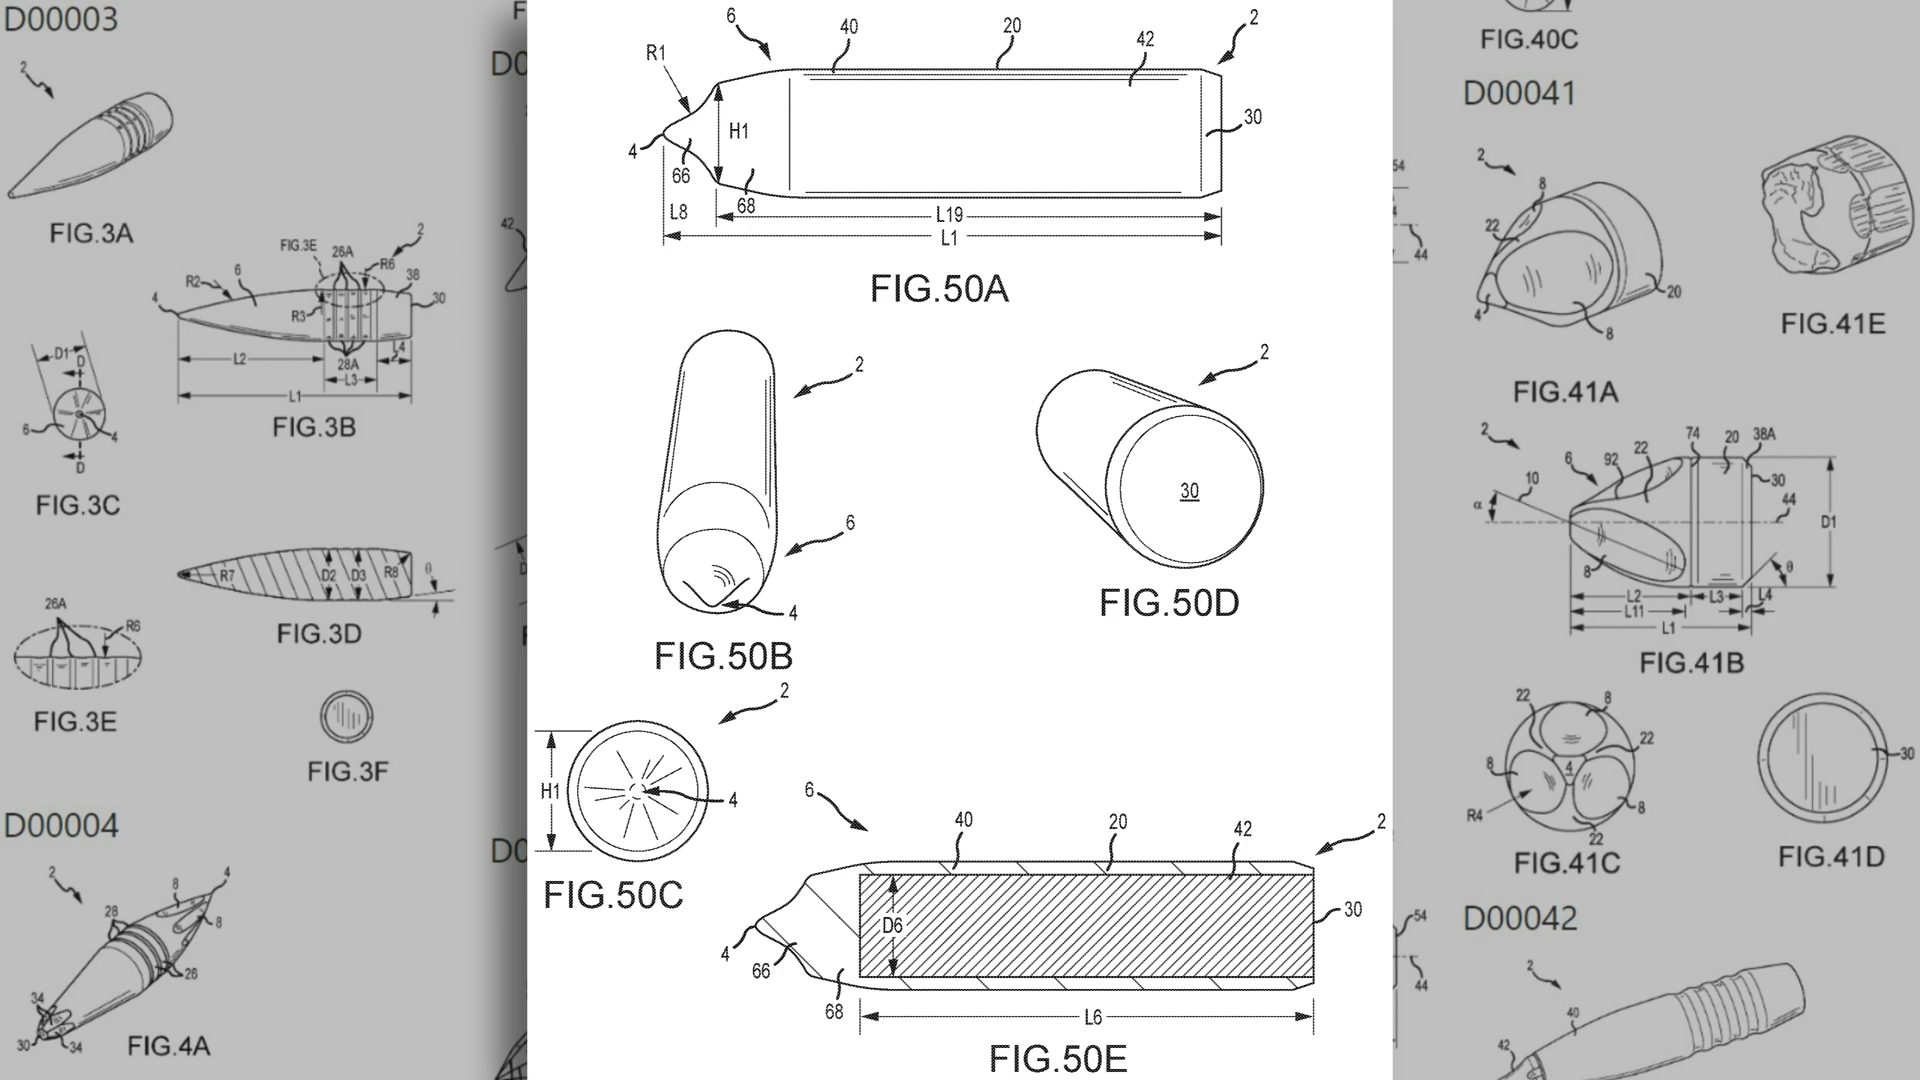 D00003
2
FIG.3A
FIG.3E
26A
2
R6
38
R2
6
4
30
R3
L2
28A
L4
L3
L1
FIG.3B
D1
D
6
4
D
FIG.3C
R7
D2
D3
R8
θ
FIG.3D
26A
R6
FIG.3E
FIG.3F
D00004
2
8
4
28
8
26
34
30
34
FIG.4A
42
6
40
20
2
42
R1
H1
30
4
66
68
L8
L19
L1
FIG.50A
2
6
4
FIG.50B
2
30
FIG.50D
2
H1
4
FIG.50C
6
40
20
42
2
D6
30
4
66
68
L6
FIG.50E
FIG.40C
D00041
54
44
2
8
22
20
4
8
FIG.41A
FIG.41E
2
74
20
38A
6
92
22
30
10
44
α
D1
8
θ
L2
L3
L4
L11
L1
FIG.41B
22
8
22
8
4
8
R4
22
FIG.41C
30
FIG.41D
D00042
54
44
2
40
42